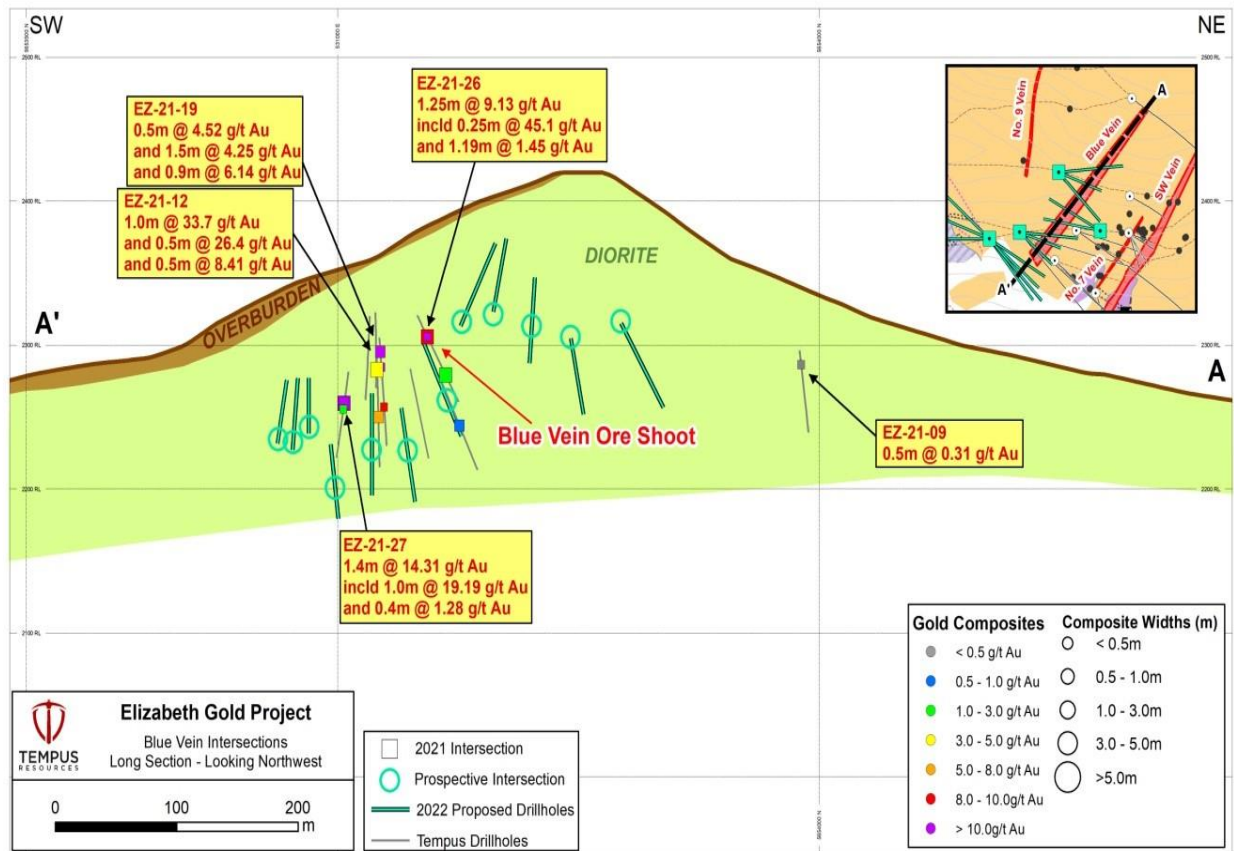 SW
NE
2500 RL
2500 RL
EZ-21-26
1.25m @ 9.13 g/t Au
incld 0.25m @ 45.1 g/t Au
and 1.19m @ 1.45 g/t Au
EZ-21-19
0.5m @ 4.52 g/t Au
and 1.5m @ 4.25 g/t Au
and 0.9m @ 6.14 g/t Au
EZ-21-12
1.0m @ 33.7 g/t Au
and 0.5m @ 26.4 g/t Au
and 0.5m @ 8.41 g/t Au
No. 9 Vein
Blue Vein
SW Vein
No. 7 Vein
A
A'
2400 RL
2400 RL
DIORITE
OVERBURDEN
A'
A
2300 RL
2300 RL
Blue Vein Ore Shoot
EZ-21-09
0.5m @ 0.31 g/t Au
2200 RL
2200 RL
EZ-21-27
1.4m @ 14.31 g/t Au
incld 1.0m @ 19.19 g/t Au
and 0.4m @ 1.28 g/t Au
2100 RL
2100 RL
TEMPUS
RESOURCES
Elizabeth Gold Project
Blue Vein Intersections
Long Section - Looking Northwest
0 100 200
m
2021 Intersection
Prospective Intersection
2022 Proposed Drillholes
Tempus Drillholes
Gold Composites
< 0.5 g/t Au
0.5 - 1.0 g/t Au
1.0 - 3.0 g/t Au
3.0 - 5.0 g/t Au
5.0 - 8.0 g/t Au
8.0 - 10.0g/t Au
> 10.0g/t Au
Composite Widths (m)
< 0.5m
0.5 - 1.0m
1.0 - 3.0m
3.0 - 5.0m
>5.0m